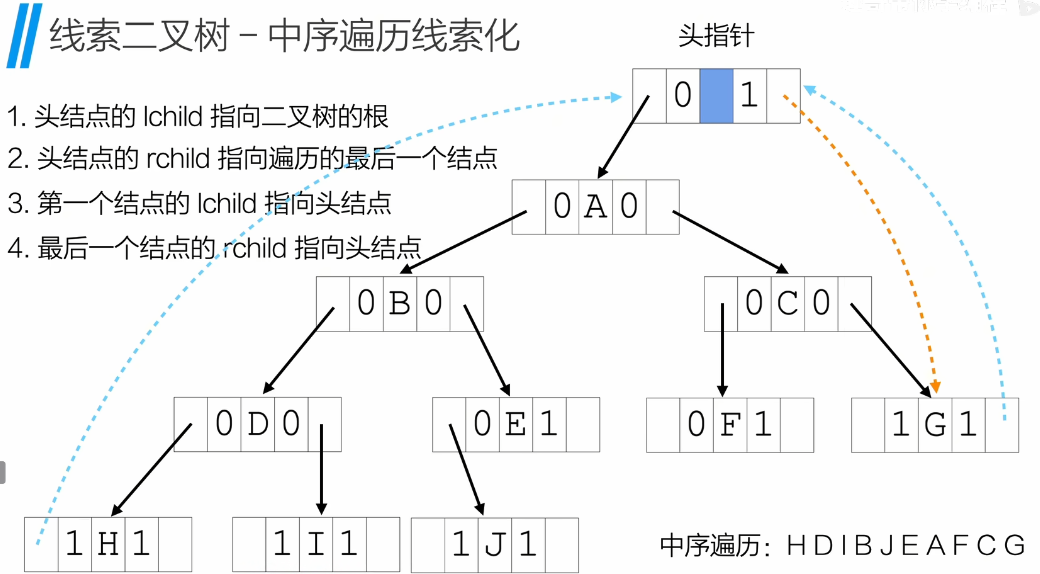 线索二叉树 – 中序遍历线索化
头指针
0 1
1. 头结点的 lchild 指向二叉树的根
2. 头结点的 rchild 指向遍历的最后一个结点
3. 第一个结点的 lchild 指向头结点
4. 最后一个结点的 rchild 指向头结点
0 A 0
0 B 0
0 C 0
0 D 0
0 E 1
0 F 1
1 G 1
1 H 1
1 I 1
1 J 1
中序遍历：H D I B J E A F C G